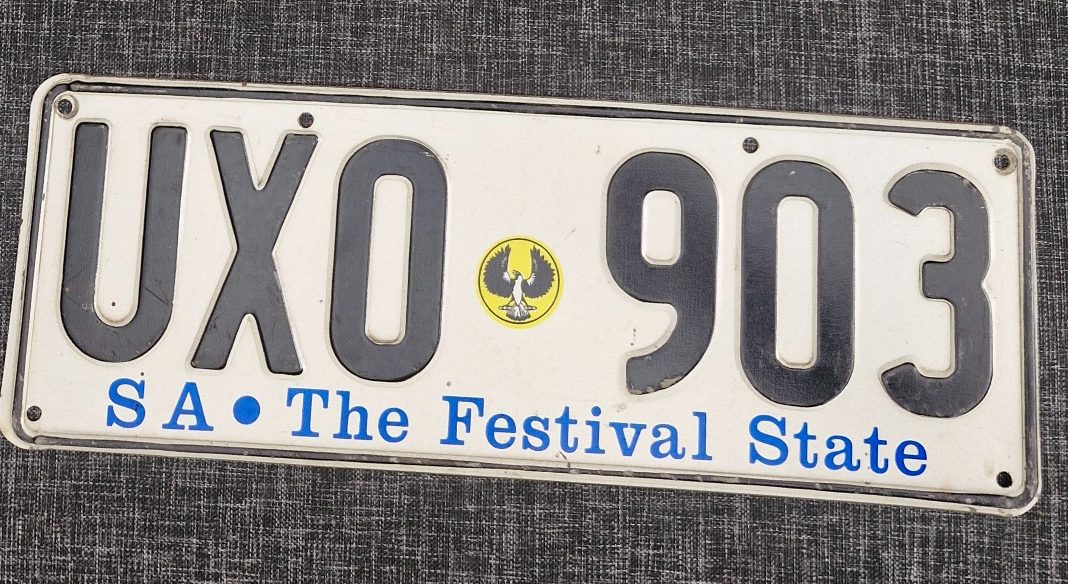 UXO 903
SA•The Festival State